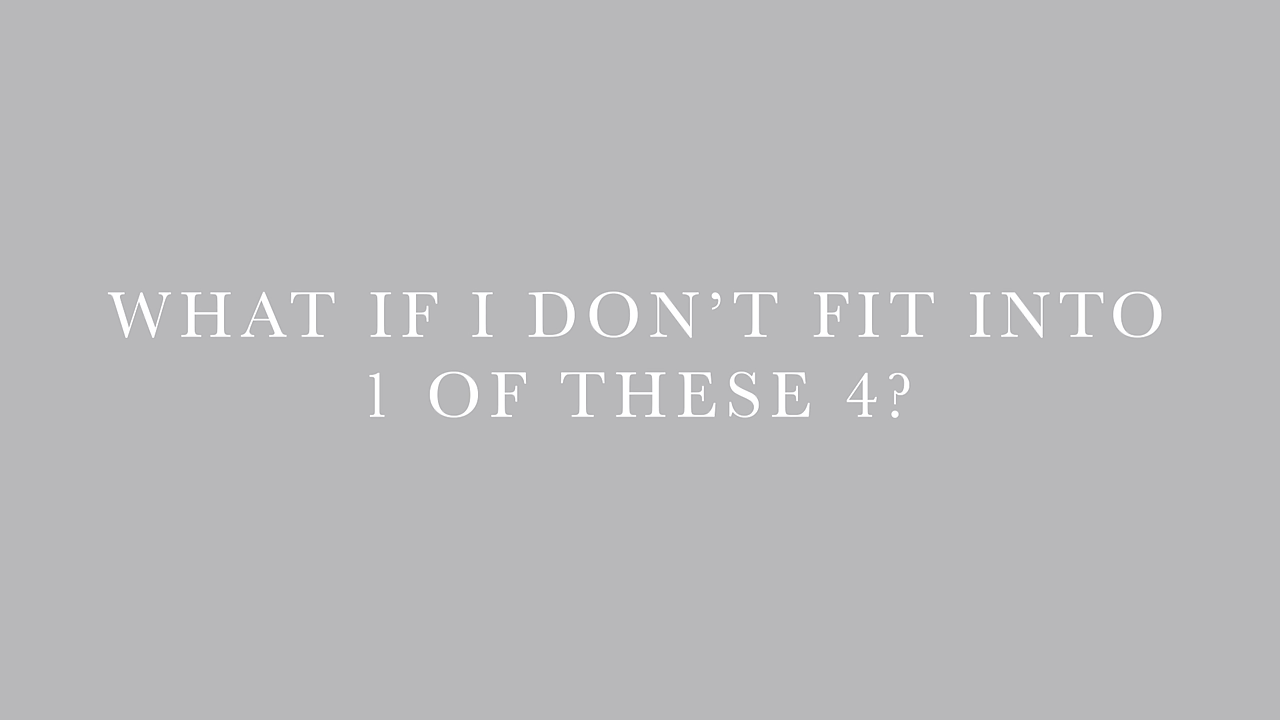 WHAT IF I DON’T FIT INTO
1 OF THESE 4?